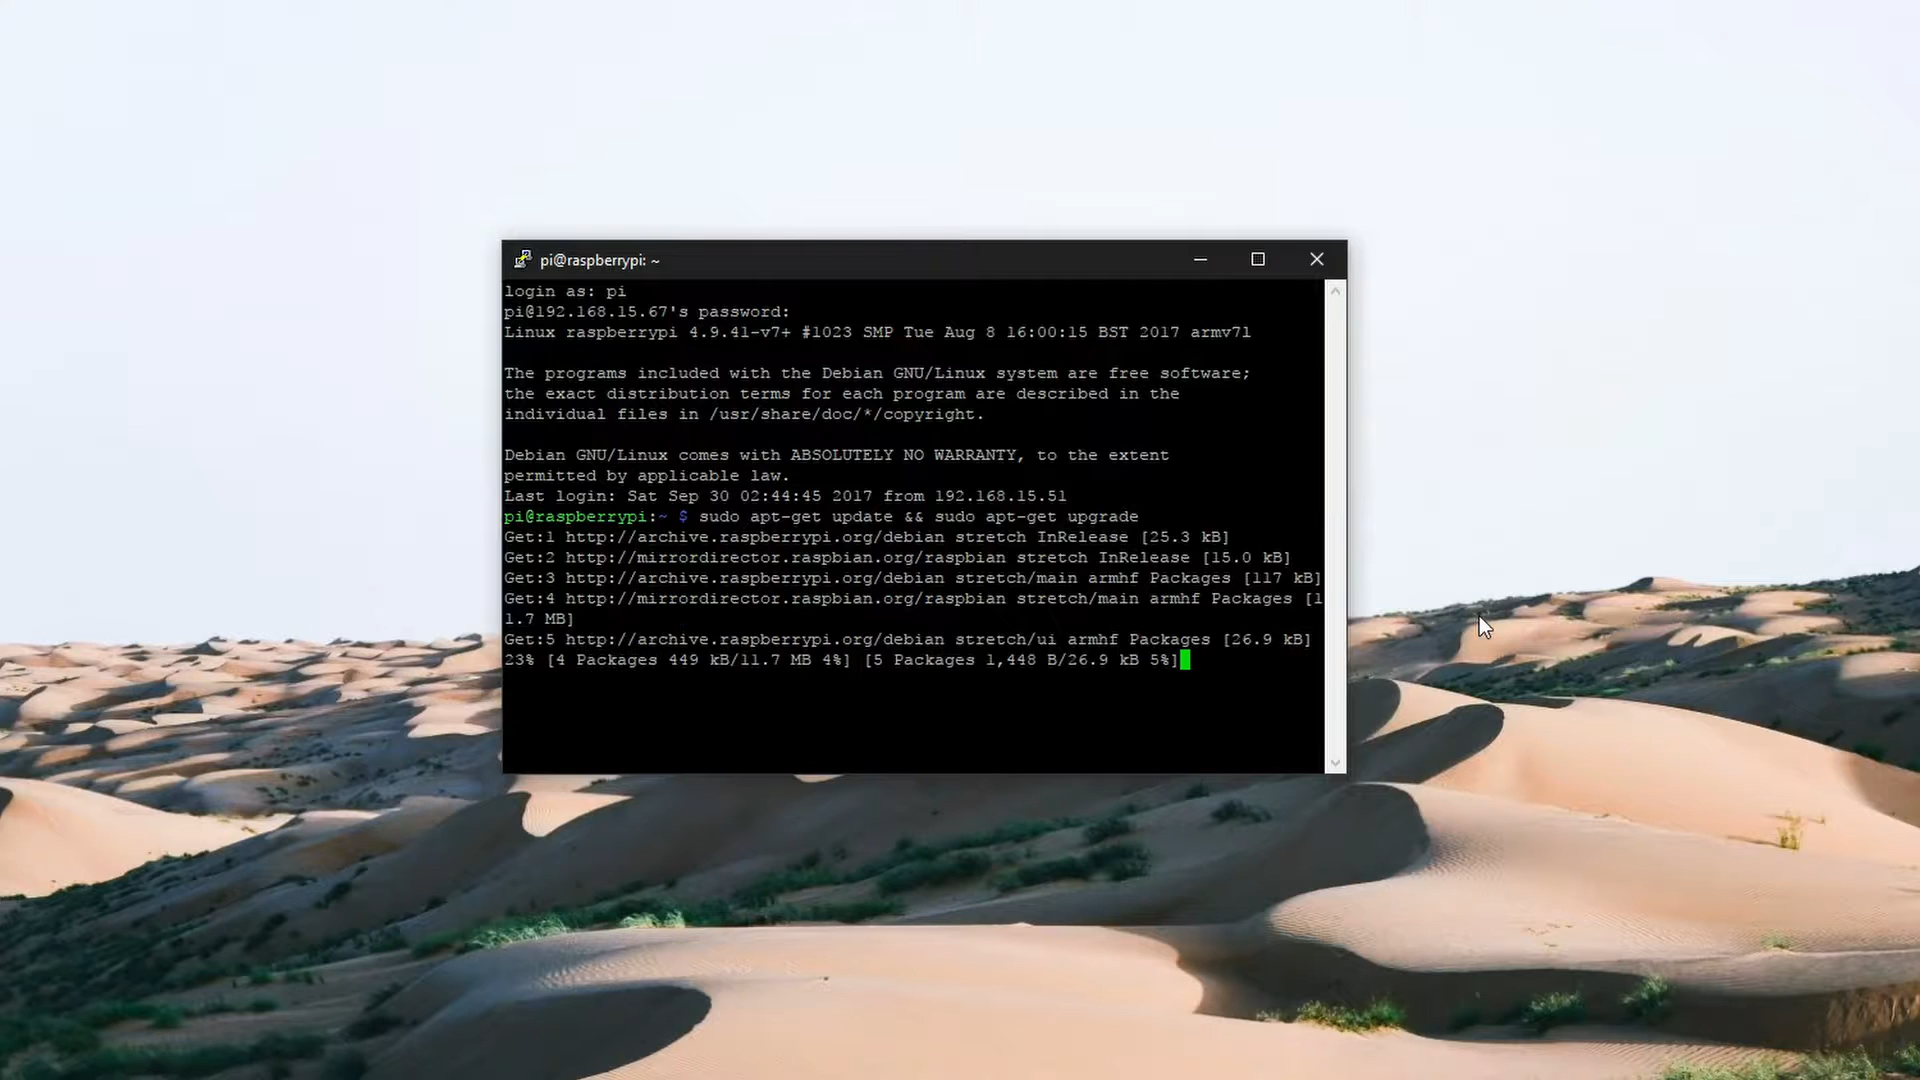 pi@raspberrypi: ~
login as: pi
pi@192.168.15.67's password:
Linux raspberrypi 4.9.41-v7+ #1023 SMP Tue Aug 8 16:00:15 BST 2017 armv7l
The programs included with the Debian GNU/Linux system are free software;
the exact distribution terms for each program are described in the
individual files in /usr/share/doc/*/copyright.
Debian GNU/Linux comes with ABSOLUTELY NO WARRANTY, to the extent
permitted by applicable law.
Last login: Sat Sep 30 02:44:45 2017 from 192.168.15.51
pi@raspberrypi:~ $ sudo apt-get update && sudo apt-get upgrade
Get:1 http://archive.raspberrypi.org/debian stretch InRelease [25.3 kB]
Get:2 http://mirrordirector.raspbian.org/raspbian stretch InRelease [15.0 kB]
Get:3 http://archive.raspberrypi.org/debian stretch/main armhf Packages [117 kB]
Get:4 http://mirrordirector.raspbian.org/raspbian stretch/main armhf Packages [1
1.7 MB]
Get:5 http://archive.raspberrypi.org/debian stretch/ui armhf Packages [26.9 kB]
23% [4 Packages 449 kB/11.7 MB 4%] [5 Packages 1,448 B/26.9 kB 5%]